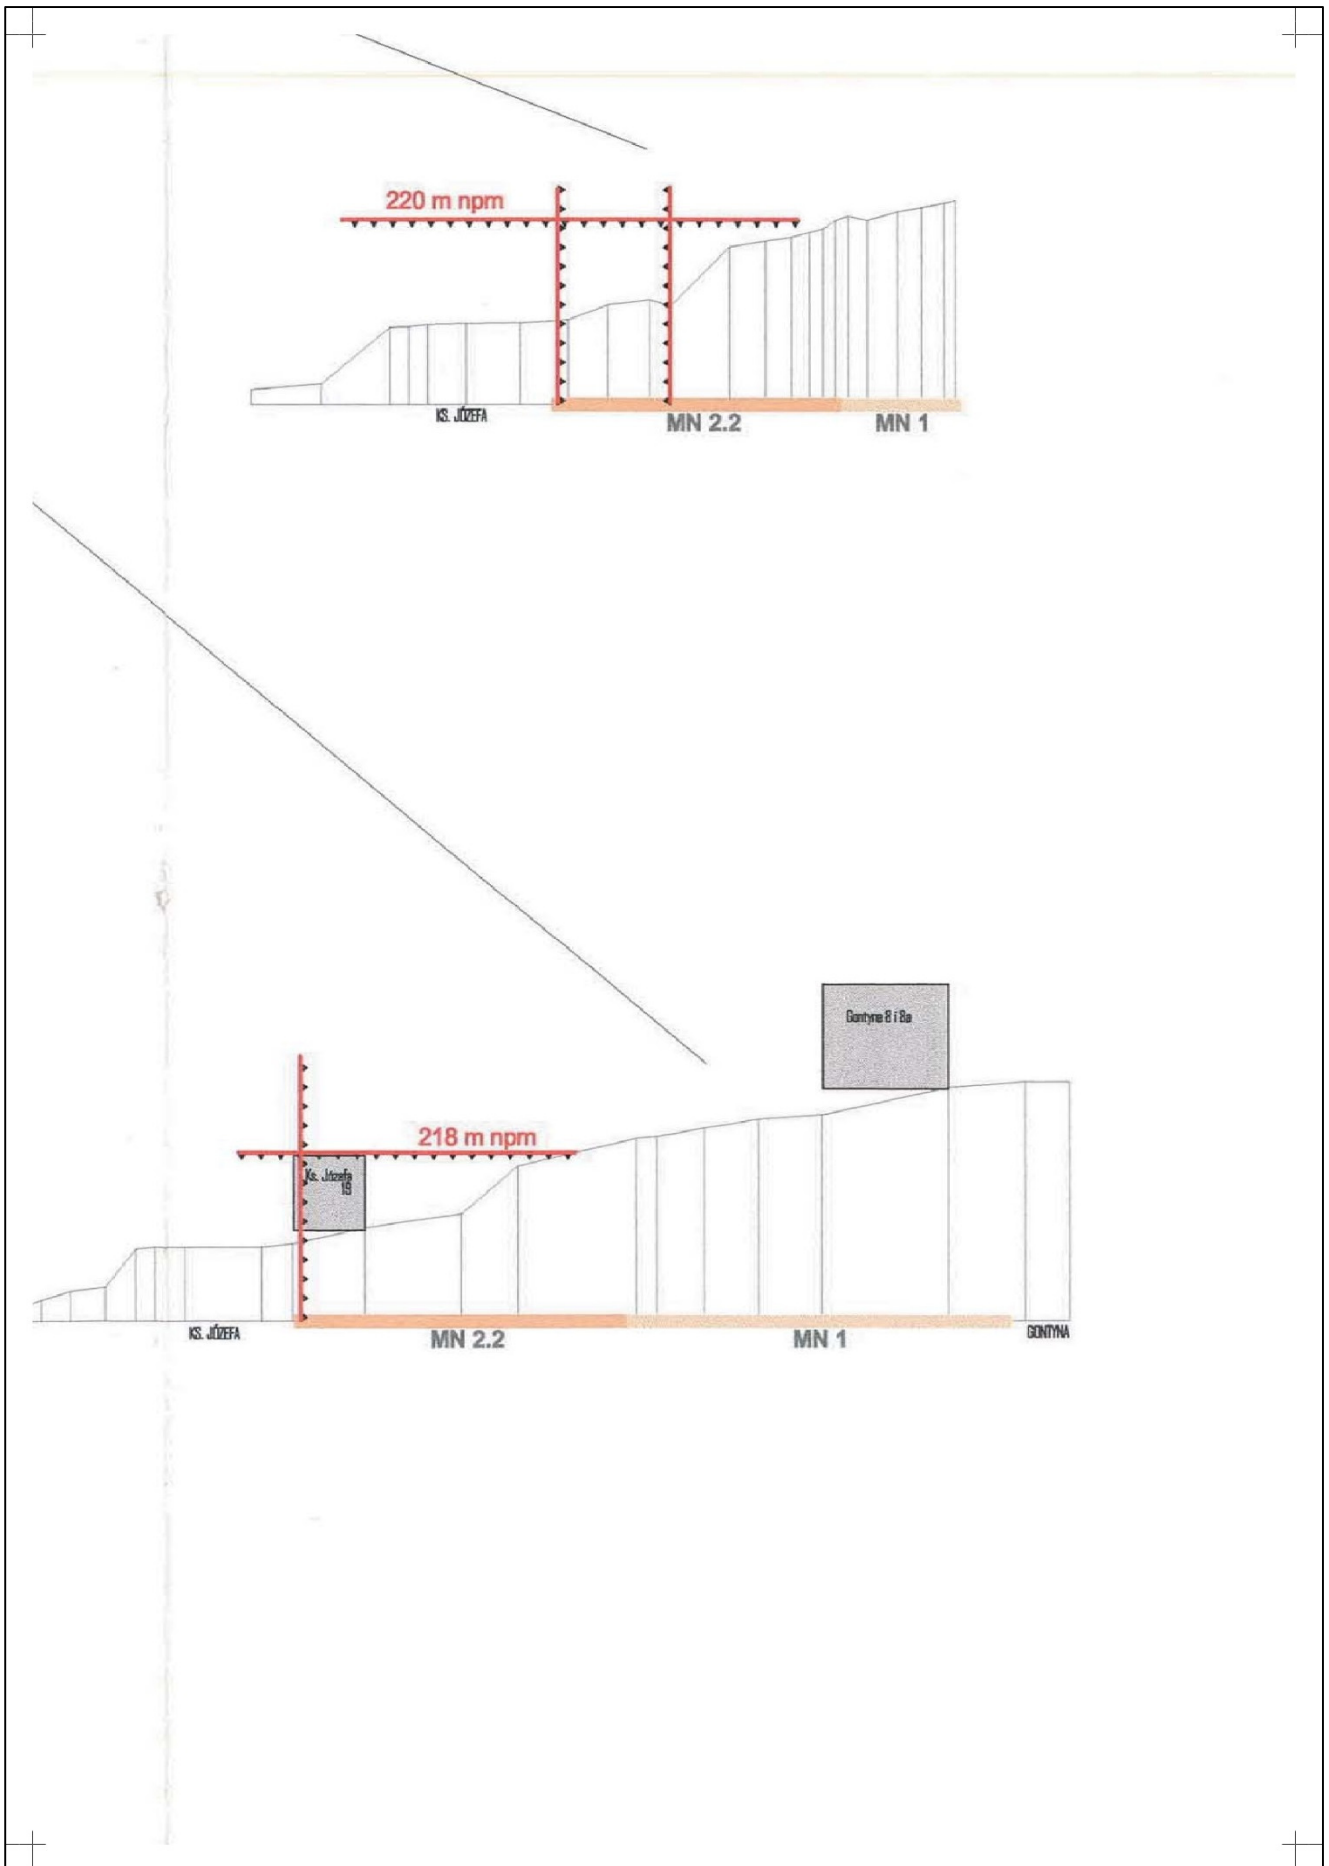 220 m npm
KS. JÓZEFA
MN 2.2
MN 1
Gontyna 8 i 8a
218 m npm
Ks. Józefa
19
KS. JÓZEFA
MN 2.2
MN 1
GONTYNA